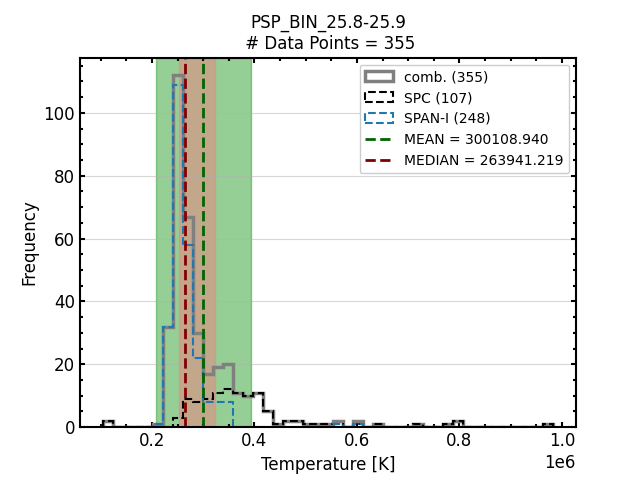 PSP_BIN_25.8-25.9
# Data Points = 355
comb. (355)
SPC (107)
SPAN-I (248)
MEAN = 300108.940
MEDIAN = 263941.219
Frequency
100
80
60
40
20
0
0.2
0.4
0.6
0.8
1.0
1e6
Temperature [K]